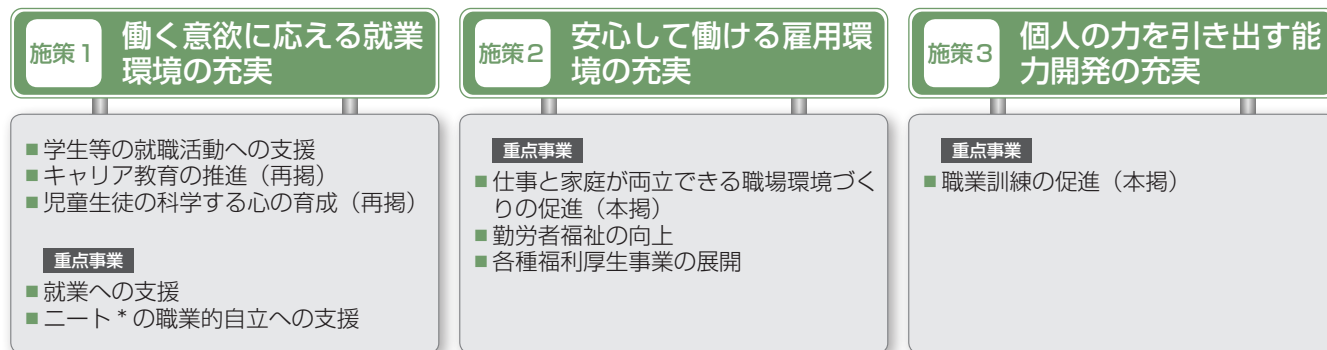 施策1
働く意欲に応える就業
環境の充実
■学生等の就職活動への支援
■キャリア教育の推進（再掲）
■児童生徒の科学する心の育成（再掲）
重点事業
■就業への支援
■ニート*の職業的自立への支援
施策2
安心して働ける雇用環
境の充実
重点事業
■仕事と家庭が両立できる職場環境づく
りの促進（本掲）
■勤労者福祉の向上
■各種福利厚生事業の展開
施策3
個人の力を引き出す能
力開発の充実
重点事業
■職業訓練の促進（本掲）